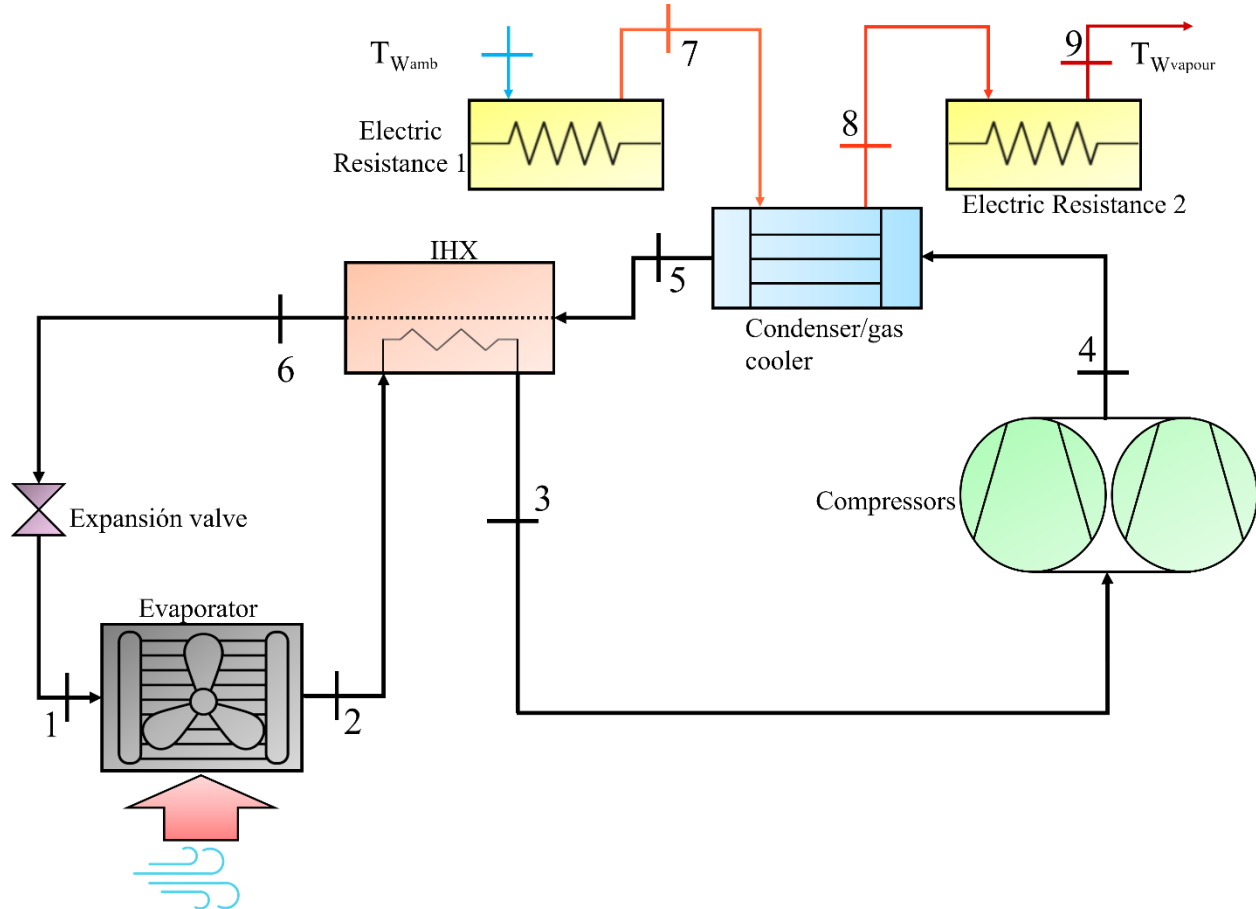 7
9
T_Wamb
T_Wvapour
Electric
Resistance 1
8
Electric Resistance 2
IHX
5
Condenser/gas
cooler
6
4
3
Compressors
Expansión valve
Evaporator
1
2